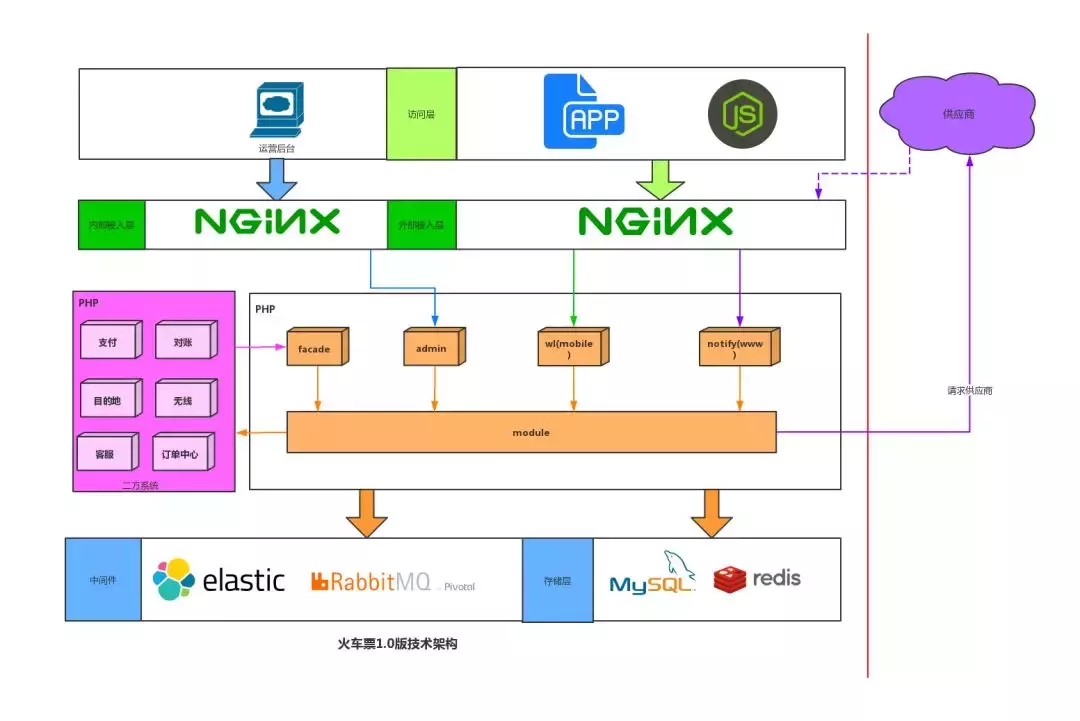 访问层
APP
JS
运营后台
供应商
内部接入层
NGiNX
外部接入层
NGiNX
PHP
支付
对账
目的地
无线
客服
订单中心
二方系统
PHP
facade
admin
wl(mobile
)
notify(www
)
module
请求供应商
中间件
elastic
RabbitMQ
Pivotal
存储层
MySQL
redis
火车票1.0版技术架构